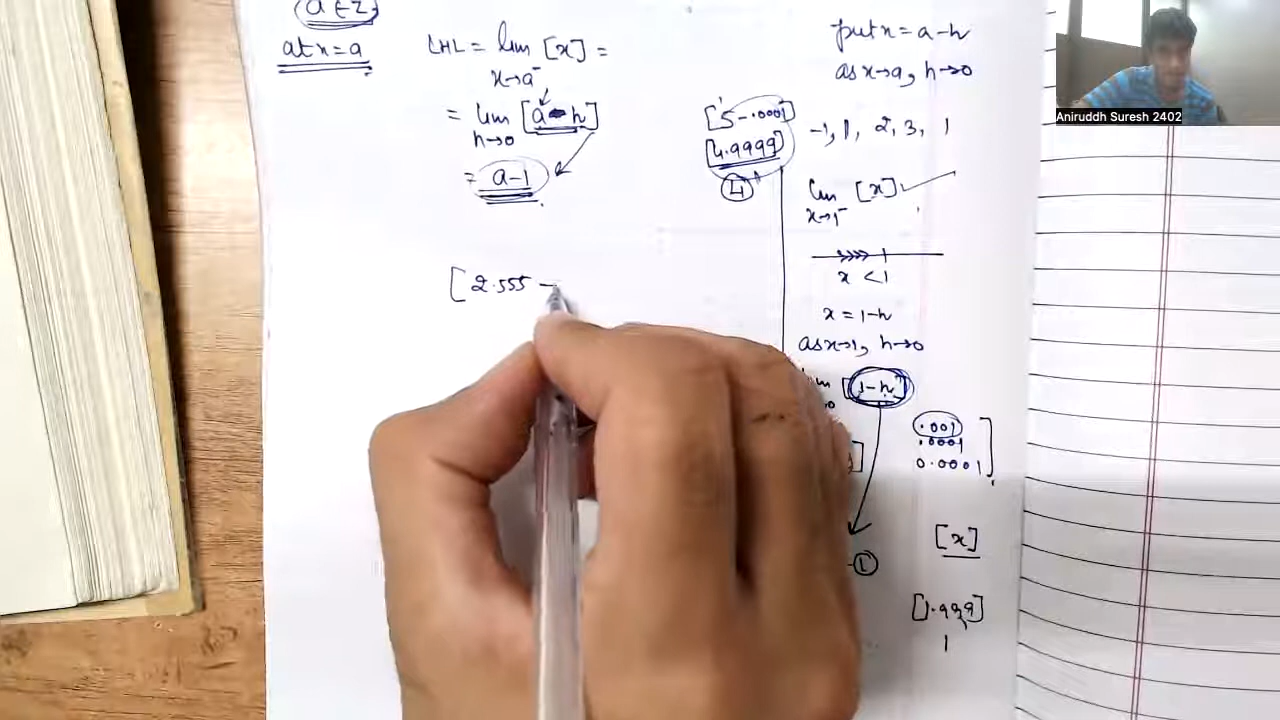 a ∈ Z
at x = a
LHL = lim [x] =
x→a⁻
= lim [a - h]
h→0
= a-1
[5 - .0001]
[4.9999]
4
[2.555 -
put x = a-h
as x→a, h→0
-1, 1, 2, 3, 1
lim [x]
x→1⁻
x < 1
x = 1-h
as x→1, h→0
[1-h]
.001
.0001
0.0001
[x]
[1.999]
1
Aniruddh Suresh 2402